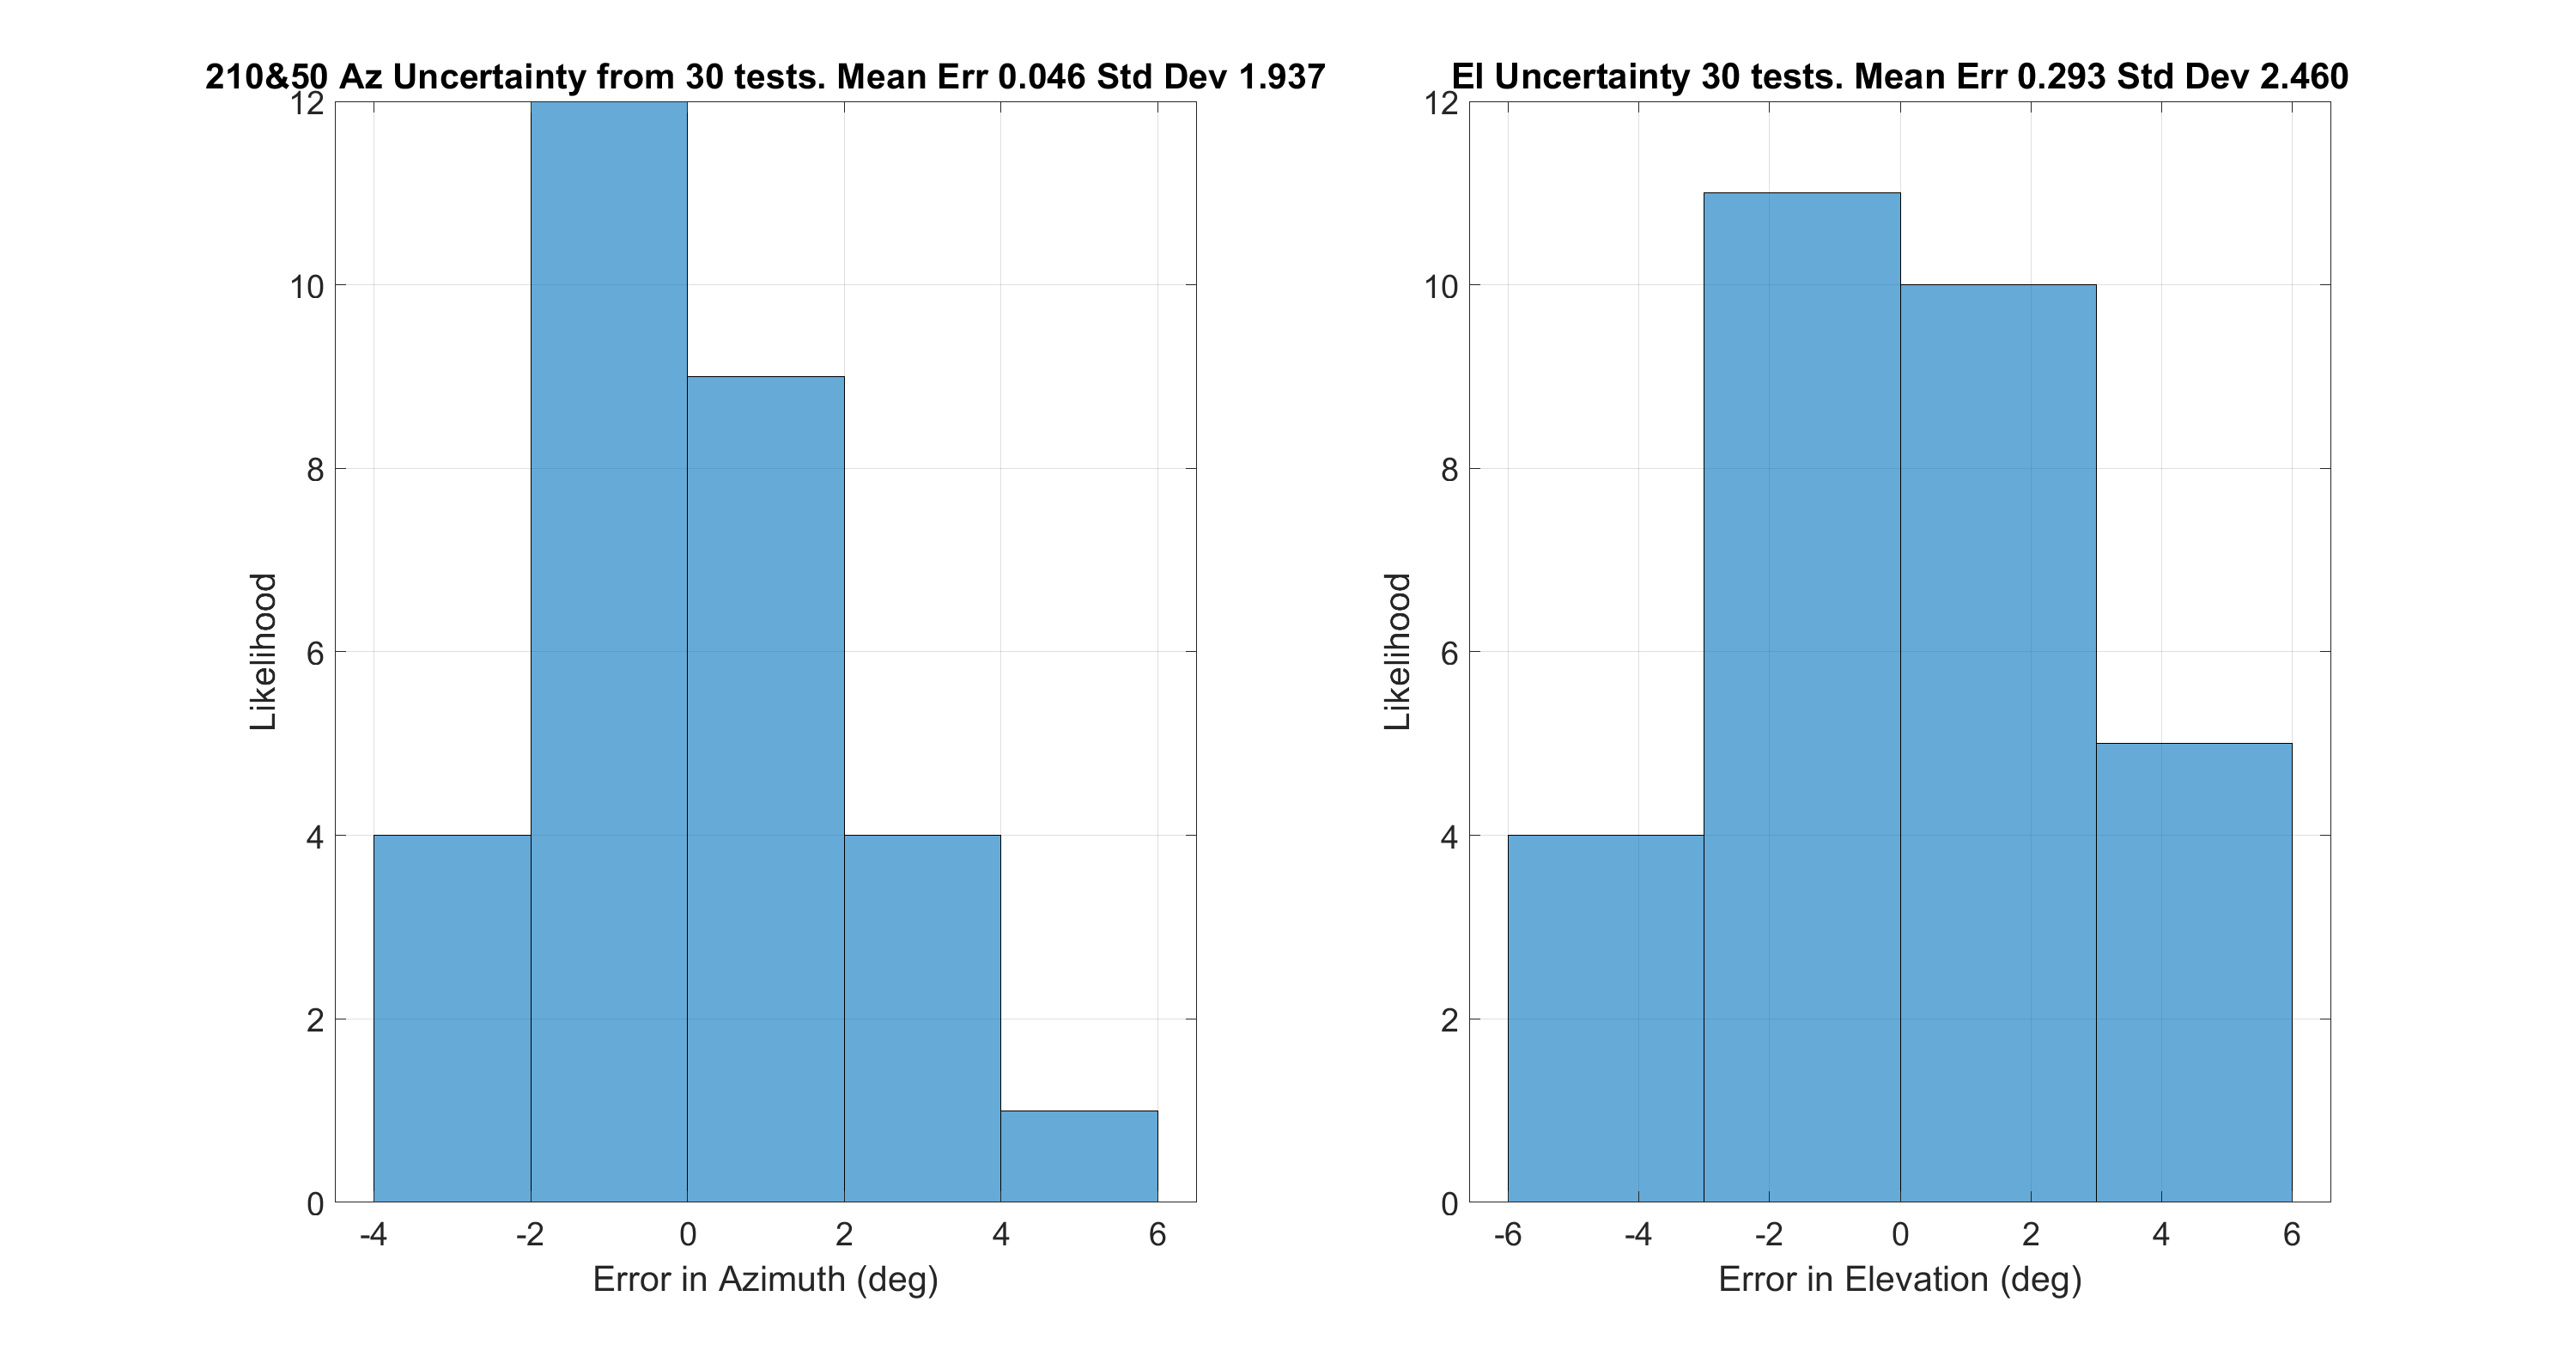 210&50 Az Uncertainty from 30 tests. Mean Err 0.046 Std Dev 1.937
12
10
8
6
4
2
0
Likelihood
-4 -2 0 2 4 6
Error in Azimuth (deg)
El Uncertainty 30 tests. Mean Err 0.293 Std Dev 2.460
12
10
8
6
4
2
0
Likelihood
-6 -4 -2 0 2 4 6
Error in Elevation (deg)